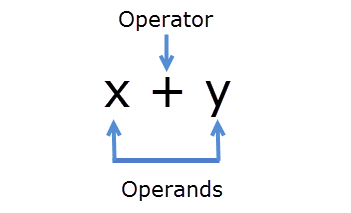 Operator
x + y
Operands